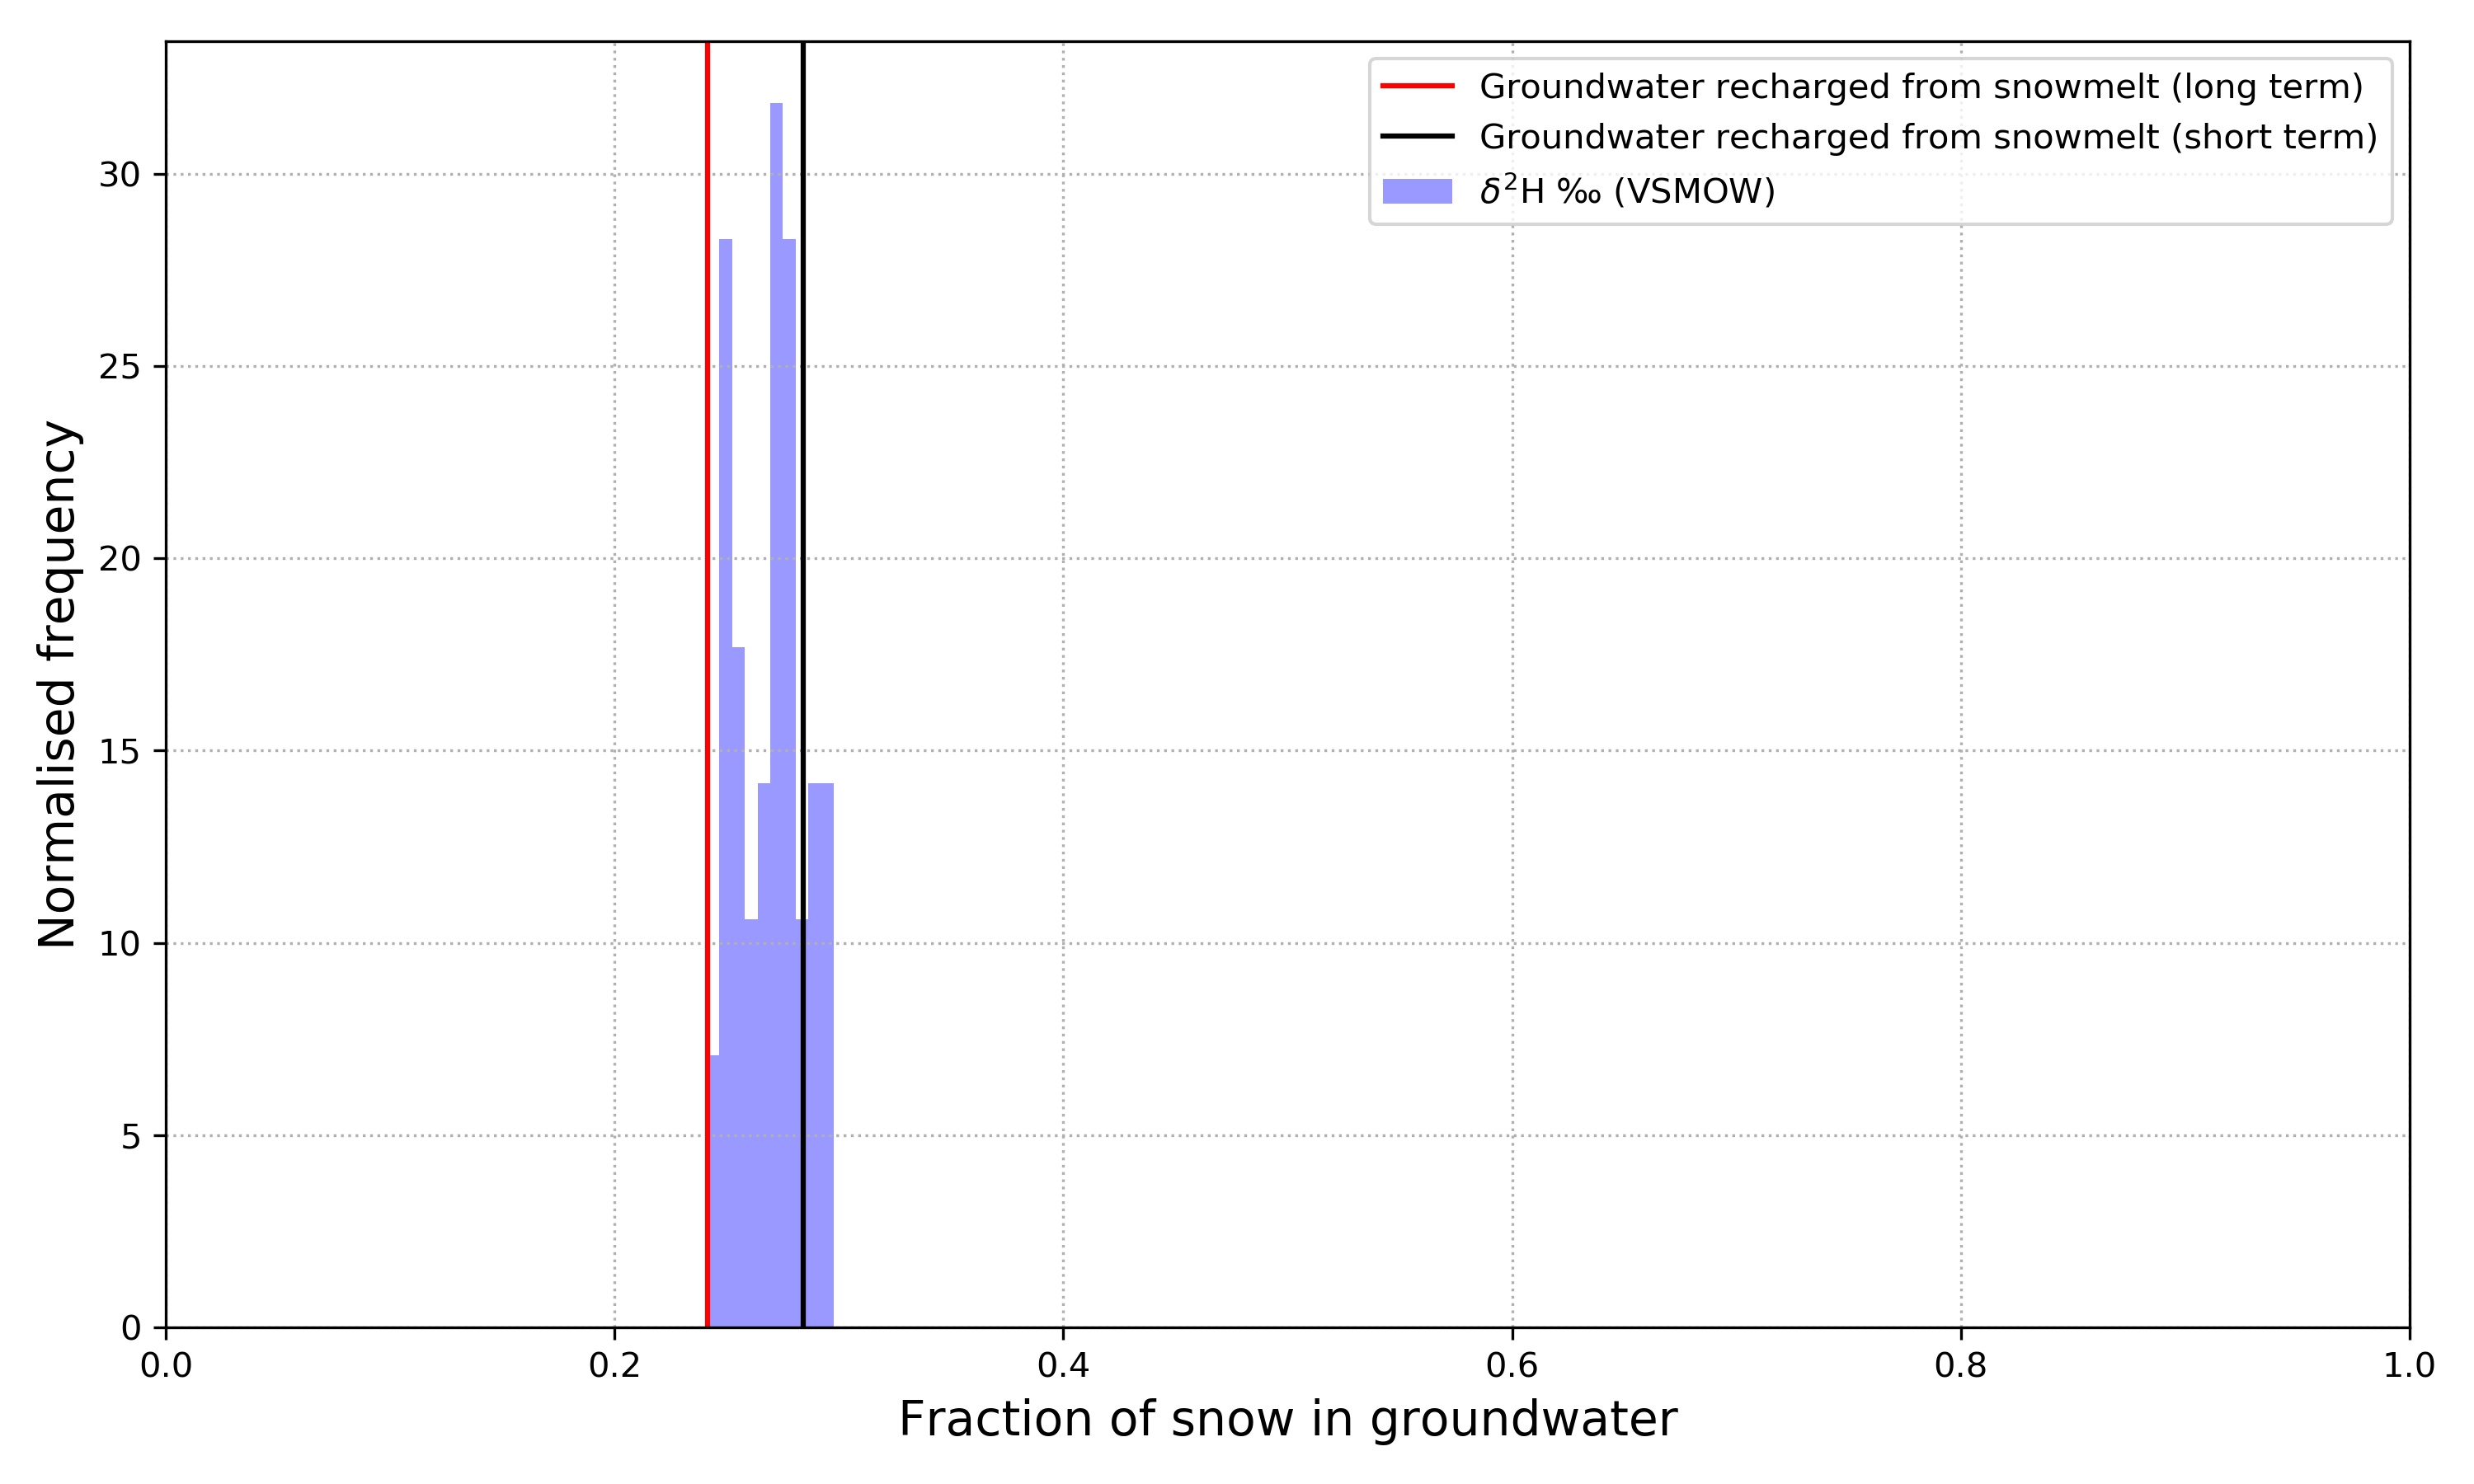 Groundwater recharged from snowmelt (long term)
Groundwater recharged from snowmelt (short term)
δ²H ‰ (VSMOW)
Normalised frequency
30
25
20
15
10
5
0
0.0 0.2 0.4 0.6 0.8 1.0
Fraction of snow in groundwater